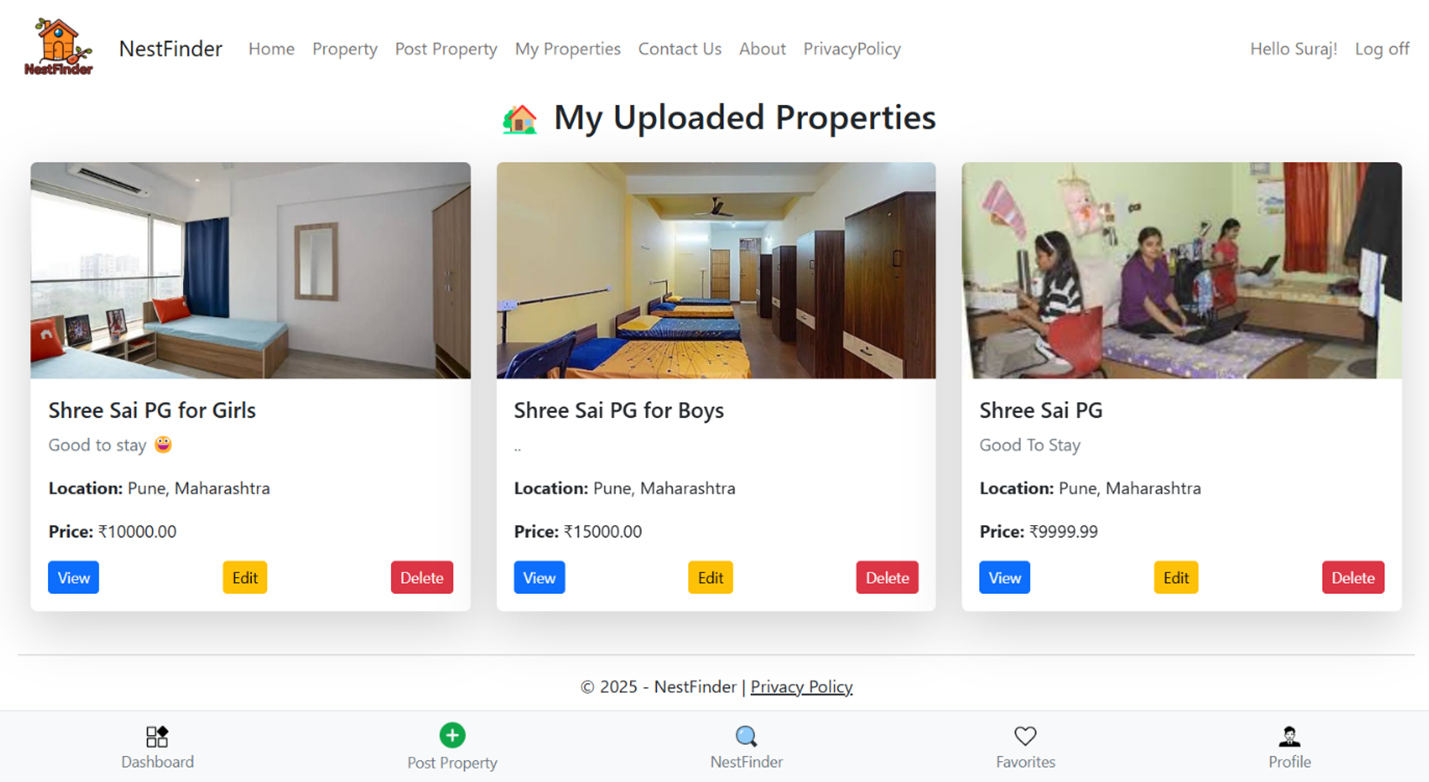 NestFinder
NestFinder Home Property Post Property My Properties Contact Us About PrivacyPolicy Hello Suraj! Log off
🏡 My Uploaded Properties
Shree Sai PG for Girls
Good to stay 😀
Location: Pune, Maharashtra
Price: ₹10000.00
View Edit Delete
Shree Sai PG for Boys
..
Location: Pune, Maharashtra
Price: ₹15000.00
View Edit Delete
Shree Sai PG
Good To Stay
Location: Pune, Maharashtra
Price: ₹9999.99
View Edit Delete
© 2025 - NestFinder | Privacy Policy
Dashboard Post Property NestFinder Favorites Profile